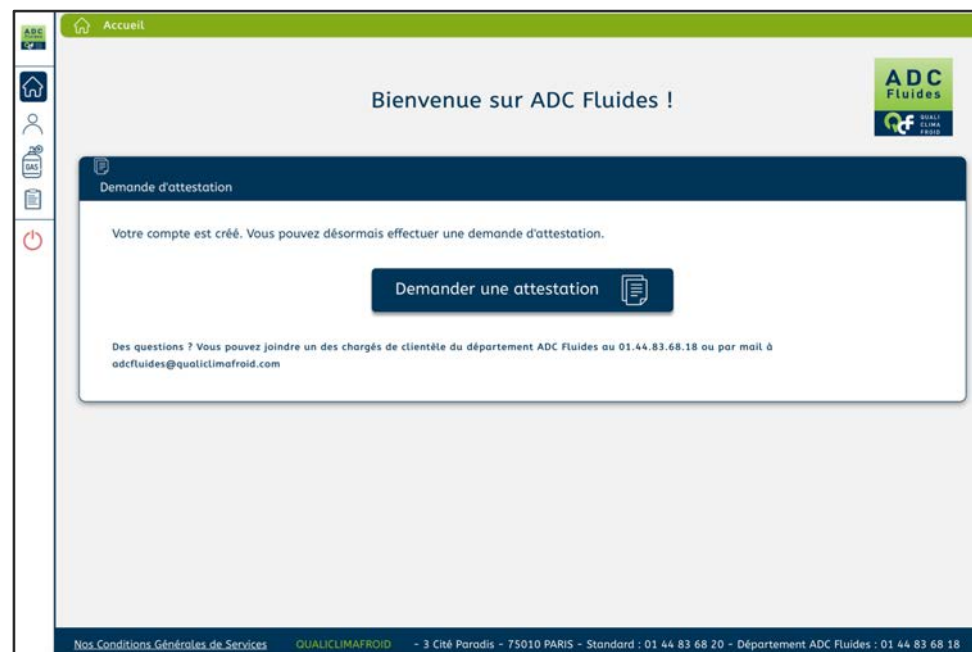 ADC
Fluides
Accueil
Bienvenue sur ADC Fluides !
ADC
Fluides
QUALI
CLIMA
FROID
GAS
Demande d'attestation
Votre compte est créé. Vous pouvez désormais effectuer une demande d'attestation.
Demander une attestation
Des questions ? Vous pouvez joindre un des chargés de clientèle du département ADC Fluides au 01.44.83.68.18 ou par mail à
adcfluides@qualiclimafroid.com
Nos Conditions Générales de Services QUALICLIMAFROID - 3 Cité Paradis - 75010 PARIS - Standard : 01 44 83 68 20 - Département ADC Fluides : 01 44 83 68 18